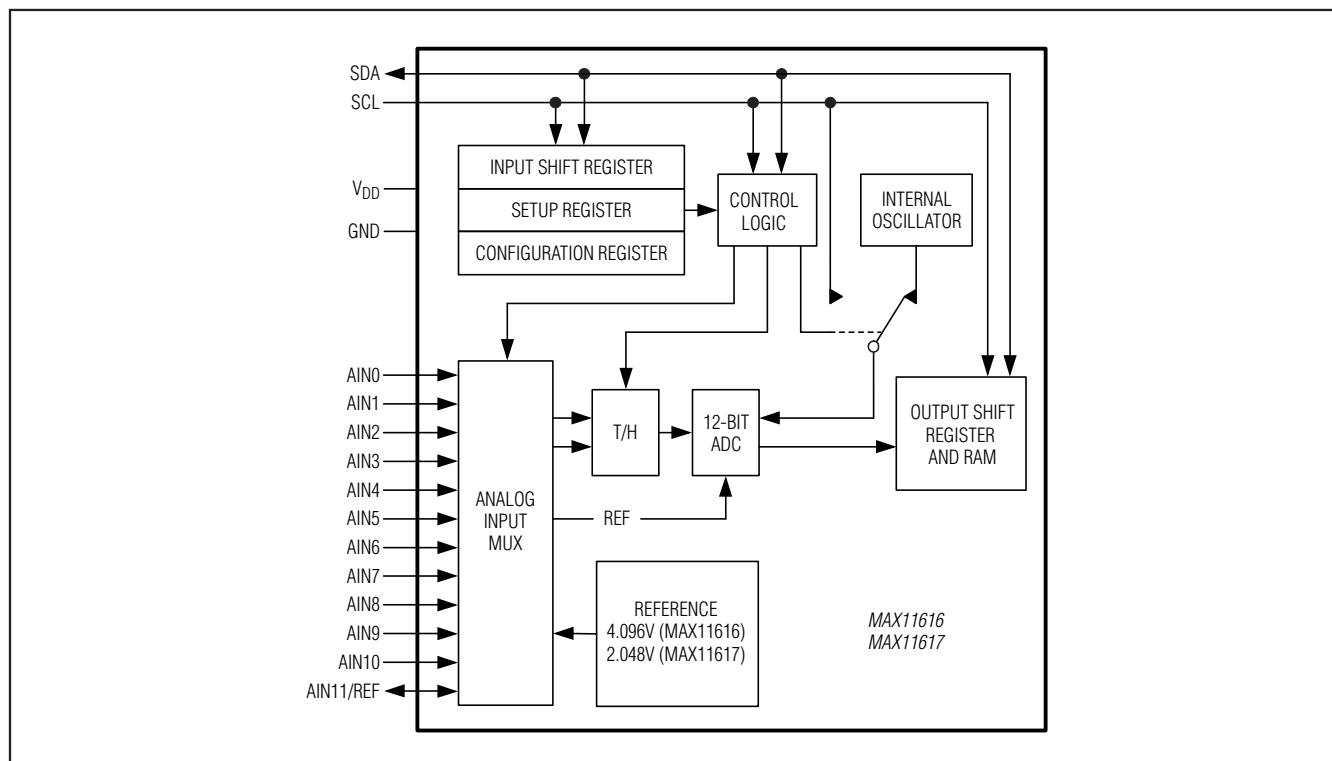 SDA
SCL
V_DD
GND
INPUT SHIFT REGISTER
SETUP REGISTER
CONFIGURATION REGISTER
CONTROL
LOGIC
INTERNAL
OSCILLATOR
AIN0
AIN1
AIN2
AIN3
AIN4
AIN5
AIN6
AIN7
AIN8
AIN9
AIN10
AIN11/REF
ANALOG
INPUT
MUX
T/H
12-BIT
ADC
OUTPUT SHIFT
REGISTER
AND RAM
REF
REFERENCE
4.096V (MAX11616)
2.048V (MAX11617)
MAX11616
MAX11617